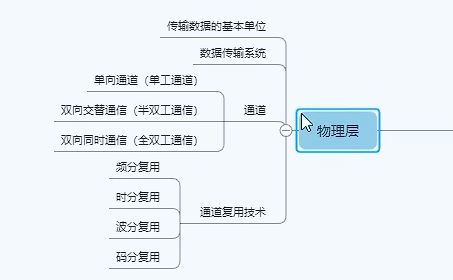 传输数据的基本单位
数据传输系统
单向通道（单工通道）
双向交替通信（半双工通信）
通道
双向同时通信（全双工通信）
物理层
频分复用
时分复用
通道复用技术
波分复用
码分复用